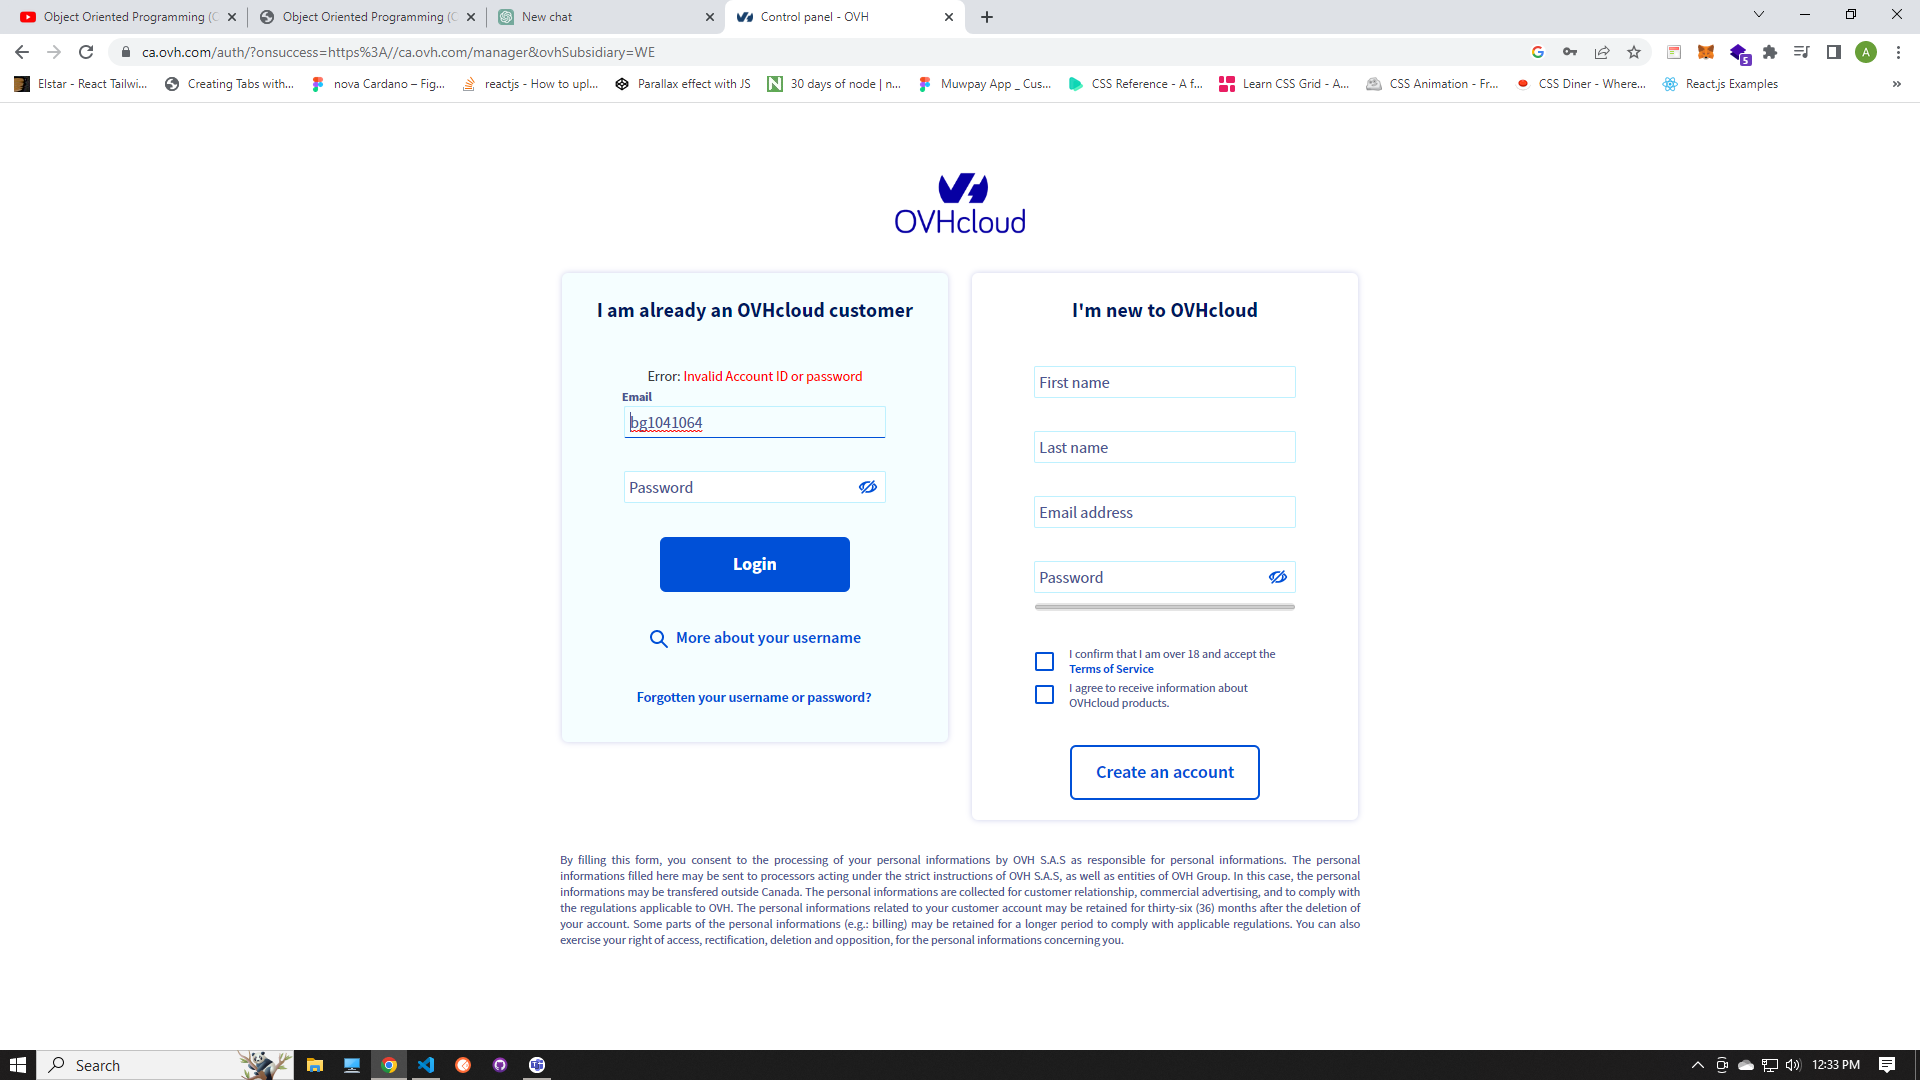 Object Oriented Programming (C
Object Oriented Programming (C
New chat
Control panel - OVH
ca.ovh.com/auth/?onsuccess=https%3A//ca.ovh.com/manager&ovhSubsidiary=WE
5
A
Elstar - React Tailwi...
Creating Tabs with...
nova Cardano – Fig...
reactjs - How to upl...
Parallax effect with JS
30 days of node | n...
Muwpay App _ Cus...
CSS Reference - A f...
Learn CSS Grid - A...
CSS Animation - Fr...
CSS Diner - Where...
React.js Examples
»
OVHcloud
I am already an OVHcloud customer
Error: Invalid Account ID or password
Email
bg1041064
Password
Login
More about your username
Forgotten your username or password?
I'm new to OVHcloud
First name
Last name
Email address
Password
I confirm that I am over 18 and accept the
Terms of Service
I agree to receive information about
OVHcloud products.
Create an account
By filling this form, you consent to the processing of your personal informations by OVH S.A.S as responsible for personal informations. The personal
informations filled here may be sent to processors acting under the strict instructions of OVH S.A.S, as well as entities of OVH Group. In this case, the personal
informations may be transfered outside Canada. The personal informations are collected for customer relationship, commercial advertising, and to comply with
the regulations applicable to OVH. The personal informations related to your customer account may be retained for thirty-six (36) months after the deletion of
your account. Some parts of the personal informations (e.g.: billing) may be retained for a longer period to comply with applicable regulations. You can also
exercise your right of access, rectification, deletion and opposition, for the personal informations concerning you.
Search
12:33 PM